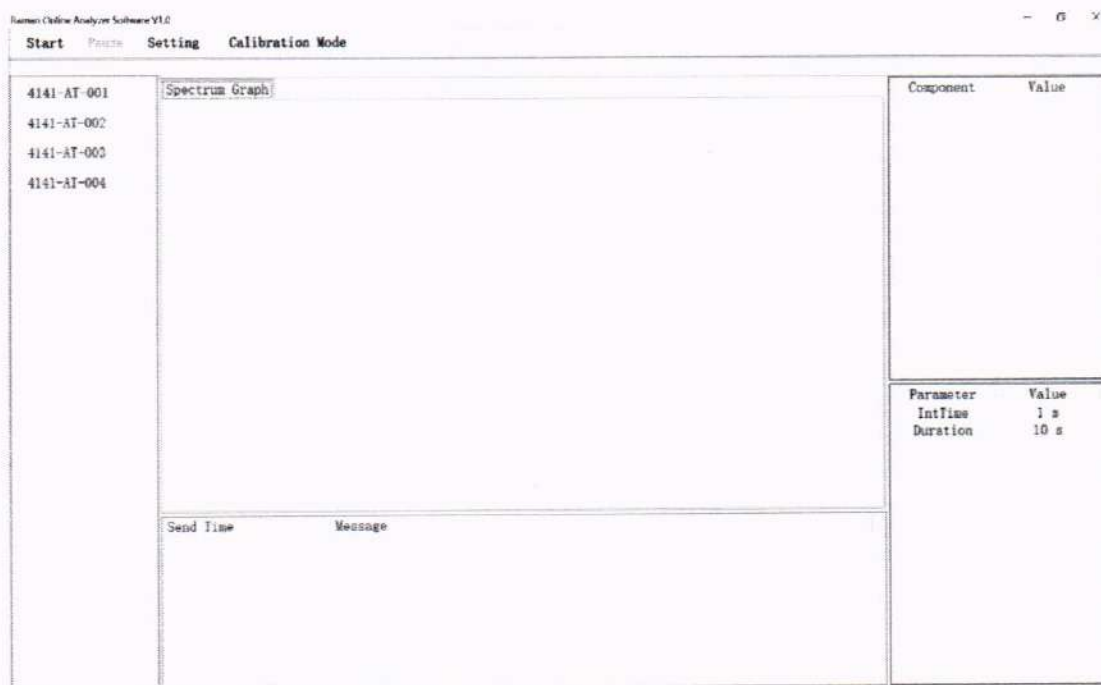 Raman Online Analyzer Software V1.0
Start Pause Setting Calibration Mode
4141-AT-001
4141-AT-002
4141-AT-003
4141-AT-004
Spectrum Graph
Component Value
Parameter Value
IntTime 1 s
Duration 10 s
Send Time Message